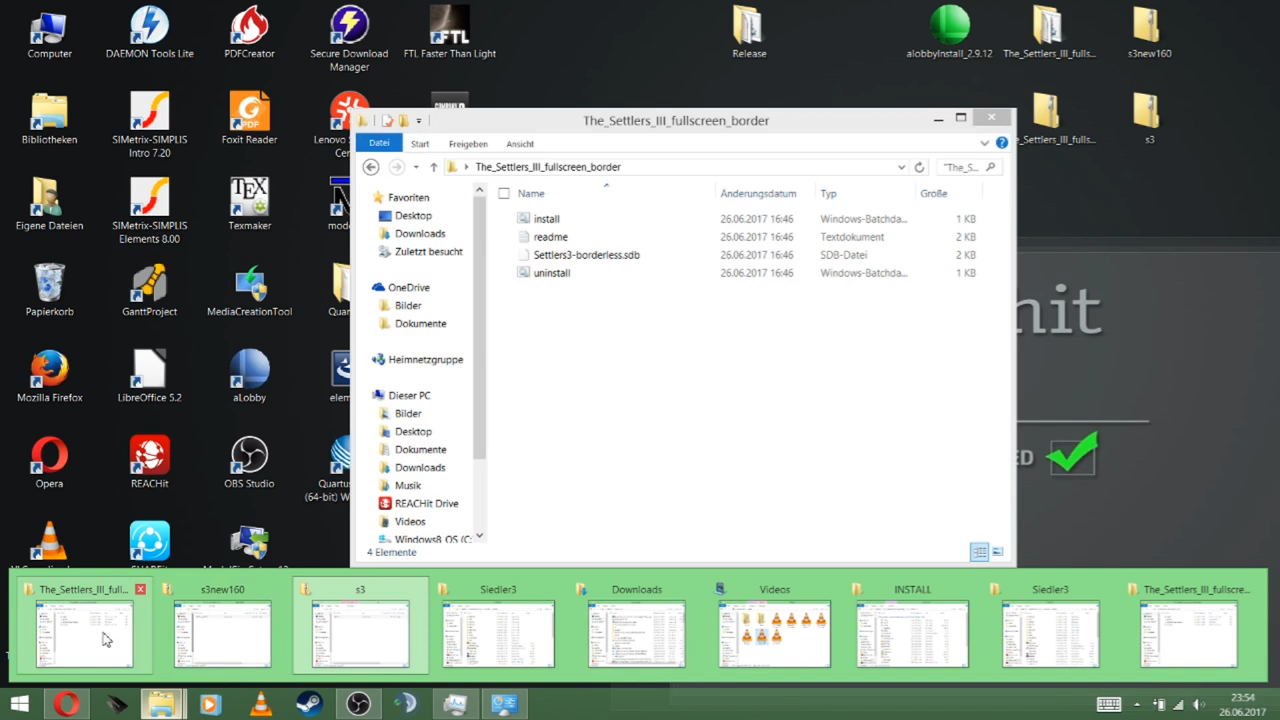 Computer
DAEMON Tools Lite
PDFCreator
Secure Download
Manager
FTL Faster Than Light
Release
alobbyInstall_2.9.12
The_Settlers_III_fulls...
s3new160
Bibliotheken
SIMetrix-SIMPLIS
Intro 7.20
Foxit Reader
Lenovo
The_Settlers_III_fulls...
s3
Eigene Dateien
SIMetrix-SIMPLIS
Elements 8.00
Texmaker
Papierkorb
GanttProject
MediaCreationTool
Mozilla Firefox
LibreOffice 5.2
aLobby
Opera
REACHit
OBS Studio
(64-bit)
The_Settlers_III_fullscreen_border
Datei
Start
Freigeben
Ansicht
The_Settlers_III_fullscreen_border
"The_S...
Favoriten
Desktop
Downloads
Zuletzt besucht
OneDrive
Bilder
Dokumente
Heimnetzgruppe
Dieser PC
Bilder
Desktop
Dokumente
Downloads
Musik
REACHit Drive
Videos
Windows8_OS (C:
Name Änderungsdatum Typ Größe
install 26.06.2017 16:46 Windows-Batchda... 1 KB
readme 26.06.2017 16:46 Textdokument 2 KB
Settlers3-borderless.sdb 26.06.2017 16:46 SDB-Datei 2 KB
uninstall 26.06.2017 16:46 Windows-Batchda... 1 KB
4 Elemente
hit
ED
The_Settlers_III_full...
s3new160
s3
Siedler3
Downloads
Videos
INSTALL
Siedler3
The_Settlers_III_fullscre...
23:54
26.06.2017